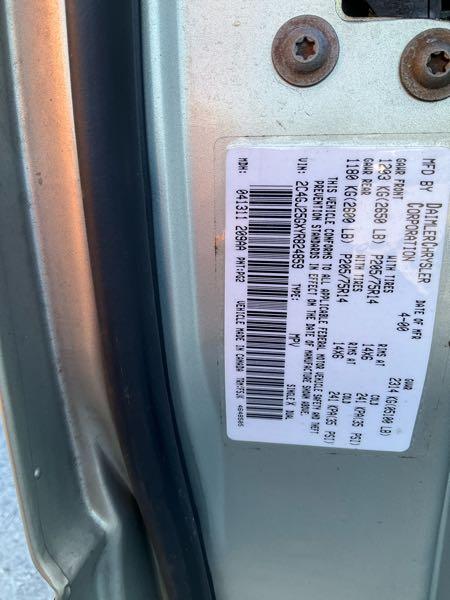 MFD BY DAIMLERCHRYSLER CORPORATION DATE OF MFR 4-00 GVWR 2314 KG(05100 LB)
GAWR FRONT WITH TIRES RIMS AT COLD
1293 KG(2850 LB) P205/75R14 14X6 241 KPA(35 PSI)
GAWR REAR WITH TIRES RIMS AT COLD
1180 KG(2600 LB) P205/75R14 14X6 241 KPA(35 PSI)
THIS VEHICLE CONFORMS TO ALL APPLICABLE FEDERAL MOTOR VEHICLE SAFETY AND THEFT
PREVENTION STANDARDS IN EFFECT ON THE DATE OF MANUFACTURE SHOWN ABOVE.
VIN: 2C4GJ25GXYR824859 TYPE: MPV SINGLE X DUAL
MDH: 041311 208AA PNT: VEHICLE MADE IN CANADA